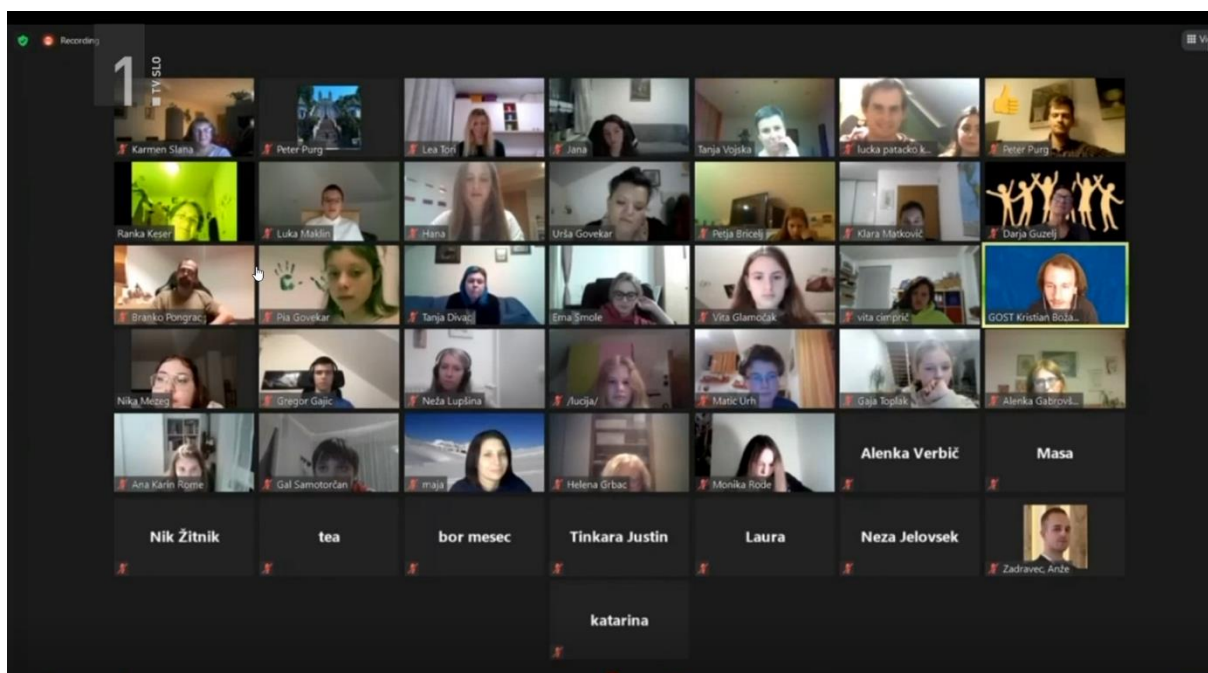 Recording
1
TV SLO
Karmen Slana
Peter Purg
Lea Tori
Jana
Tanja Vojska
lucka patacko k...
Peter Purg
Ranka Keser
Luka Maklin
Hana
Urša Govekar
Petja Bricelj
Klara Matkovič
Darja Guzelj
Branko Pongrac
Pia Govekar
Tanja Divac
Ema Smole
Vita Glamočak
vita cimprič
GOST Kristian Boža...
Nika Mezeg
Gregor Gajic
Neža Lupšina
/lucija/
Matic Urh
Gaja Toplak
Alenka Gabrovš...
Ana Karin Rome
Gal Samotorčan
maja
Helena Grbac
Monika Rode
Alenka Verbič
Masa
Nik Žitnik
tea
bor mesec
Tinkara Justin
Laura
Neza Jelovsek
Zadravec, Anže
katarina